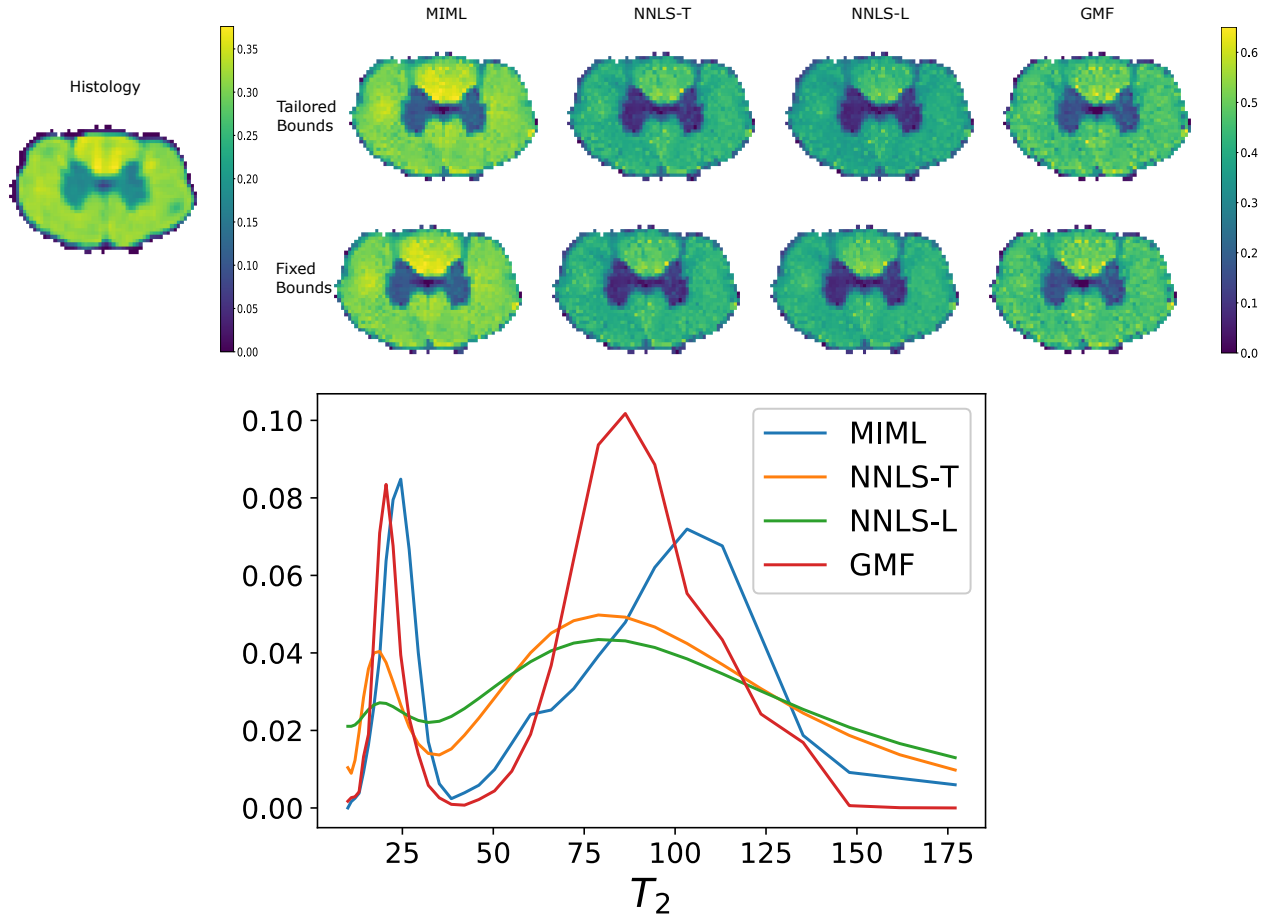 MIML NNLS-T NNLS-L GMF
Histology
0.35
0.30
0.25
0.20
0.15
0.10
0.05
0.00
Tailored
Bounds
Fixed
Bounds
0.6
0.5
0.4
0.3
0.2
0.1
0.0
0.10
0.08
0.06
0.04
0.02
0.00
MIML
NNLS-T
NNLS-L
GMF
25 50 75 100 125 150 175
T2